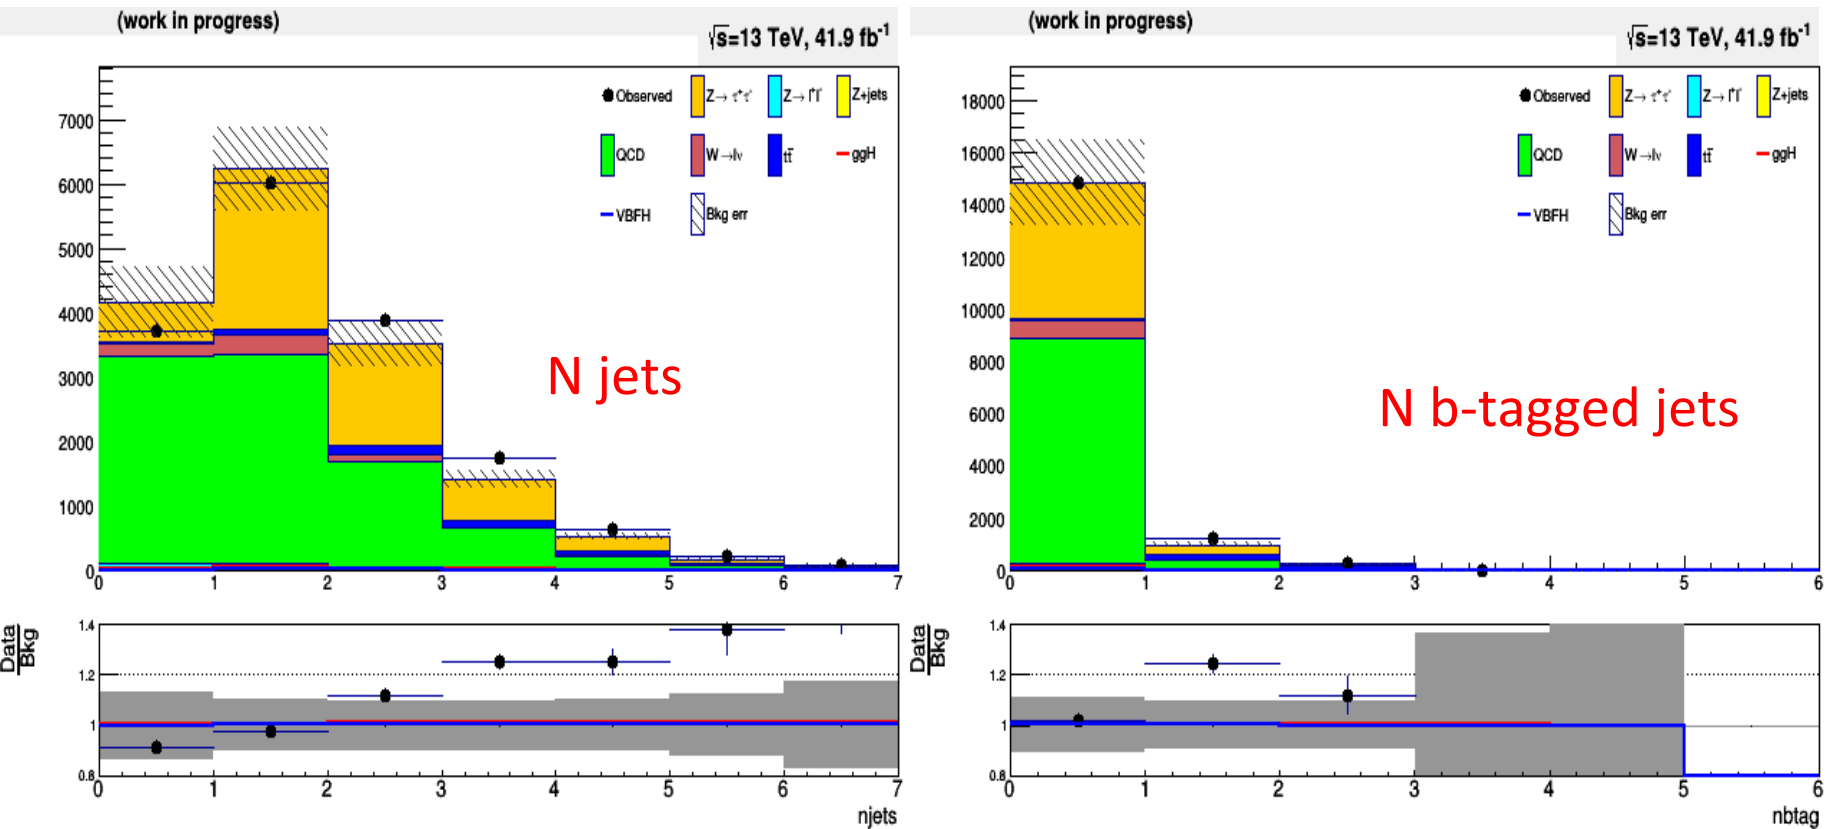 (work in progress)
√s=13 TeV, 41.9 fb⁻¹
Observed
Z→ τ⁺τ⁻
Z→ l⁺l⁻
Z+jets
QCD
W→lν
tt̄
ggH
VBFH
Bkg err
7000
6000
5000
4000
3000
2000
1000
0
N jets
0 1 2 3 4 5 6 7
Data
Bkg
1.4
1.2
1
0.8
0 1 2 3 4 5 6 7
njets
(work in progress)
√s=13 TeV, 41.9 fb⁻¹
Observed
Z→ τ⁺τ⁻
Z→ l⁺l⁻
Z+jets
QCD
W→lν
tt̄
ggH
VBFH
Bkg err
18000
16000
14000
12000
10000
8000
6000
4000
2000
0
N b-tagged jets
0 1 2 3 4 5 6
Data
Bkg
1.4
1.2
1
0.8
0 1 2 3 4 5 6
nbtag